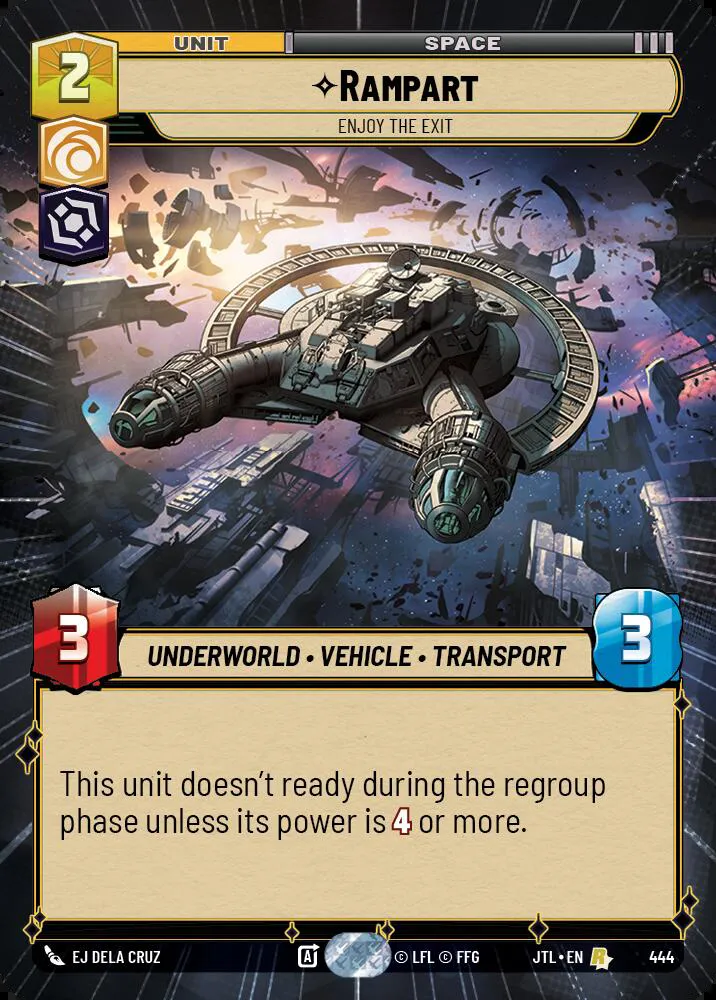 UNIT
SPACE
2
✧RAMPART
ENJOY THE EXIT
3
UNDERWORLD • VEHICLE • TRANSPORT
3
This unit doesn't ready during the regroup
phase unless its power is 4 or more.
EJ DELA CRUZ
A
© LFL © FFG
JTL • EN
R
444